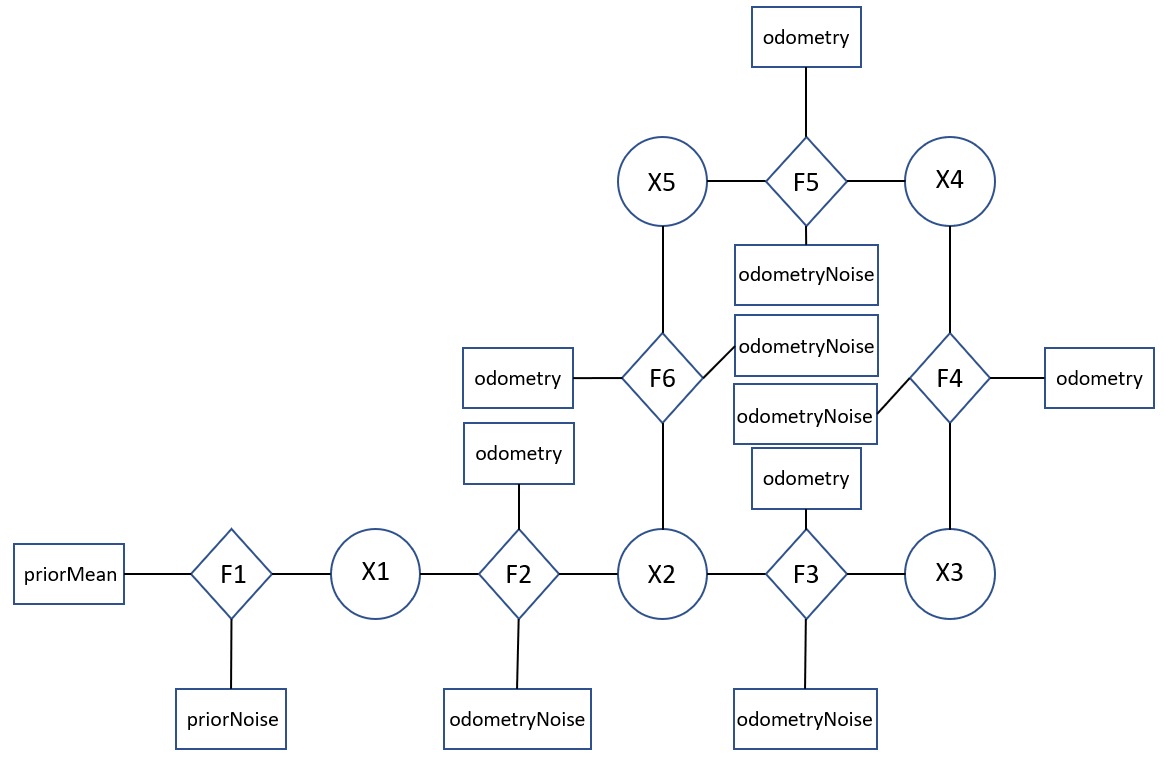 odometry
X5
F5
X4
odometryNoise
odometryNoise
odometry
F6
F4
odometry
odometryNoise
odometry
odometry
priorMean
F1
X1
F2
X2
F3
X3
priorNoise
odometryNoise
odometryNoise